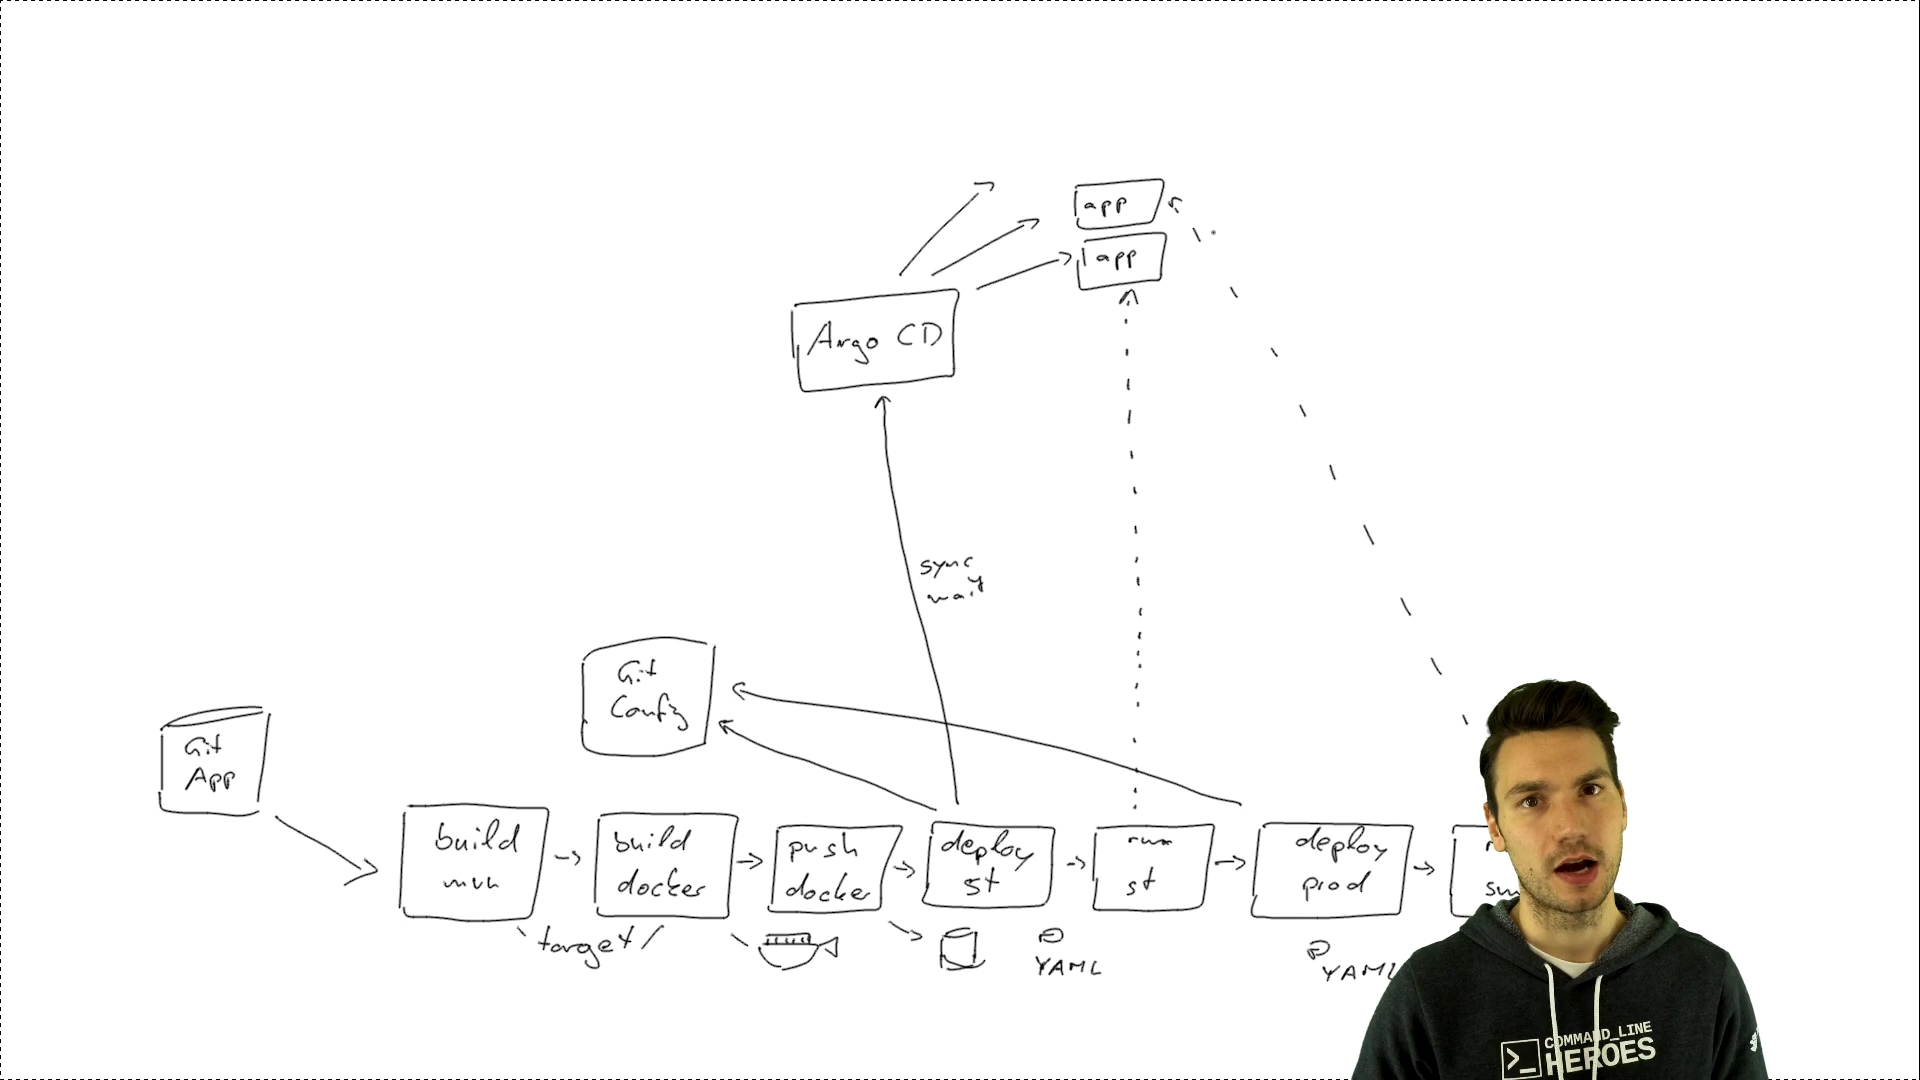 app
app
Argo CD
sync
wait
Git
Config
Git
App
build
mvn
build
docker
push
docker
deploy
st
run
st
deploy
prod
target/
YAML
YAML
COMMAND_LINE
HEROES